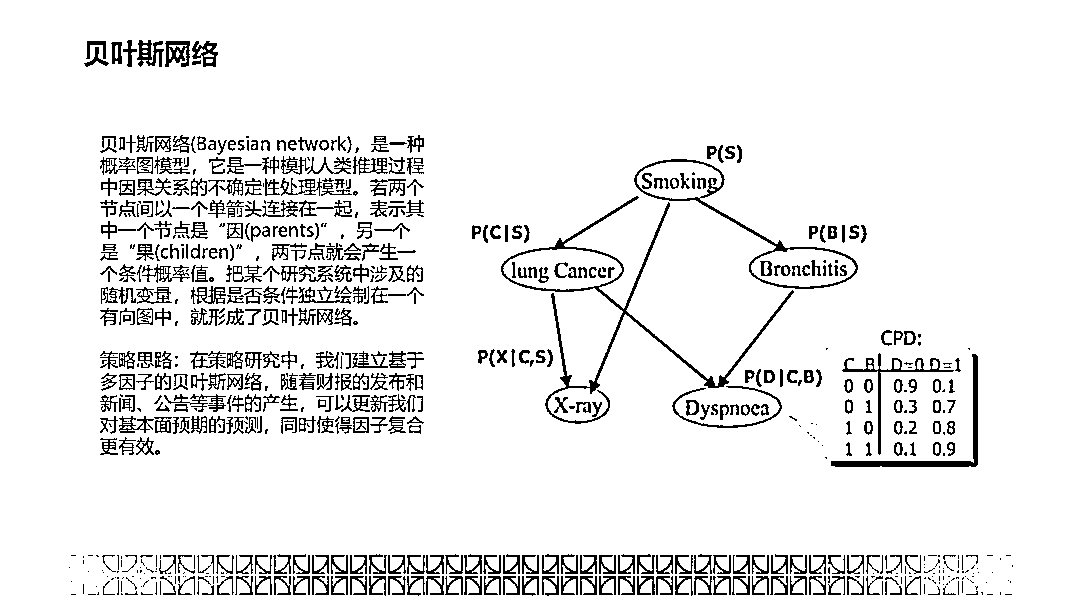 贝叶斯网络
贝叶斯网络(Bayesian network)，是一种
概率图模型，它是一种模拟人类推理过程
中因果关系的不确定性处理模型。若两个
节点间以一个单箭头连接在一起，表示其
中一个节点是“因(parents)”，另一个
是“果(children)”，两节点就会产生一
个条件概率值。把某个研究系统中涉及的
随机变量，根据是否条件独立绘制在一个
有向图中，就形成了贝叶斯网络。
策略思路：在策略研究中，我们建立基于
多因子的贝叶斯网络，随着财报的发布和
新闻、公告等事件的产生，可以更新我们
对基本面预期的预测，同时使得因子复合
更有效。
P(S)
Smoking
P(C|S)
P(B|S)
lung Cancer
Bronchitis
P(X|C,S)
P(D|C,B)
X-ray
Dyspnoea
CPD:
C B D=0 D=1
0 0 0.9 0.1
0 1 0.3 0.7
1 0 0.2 0.8
1 1 0.1 0.9